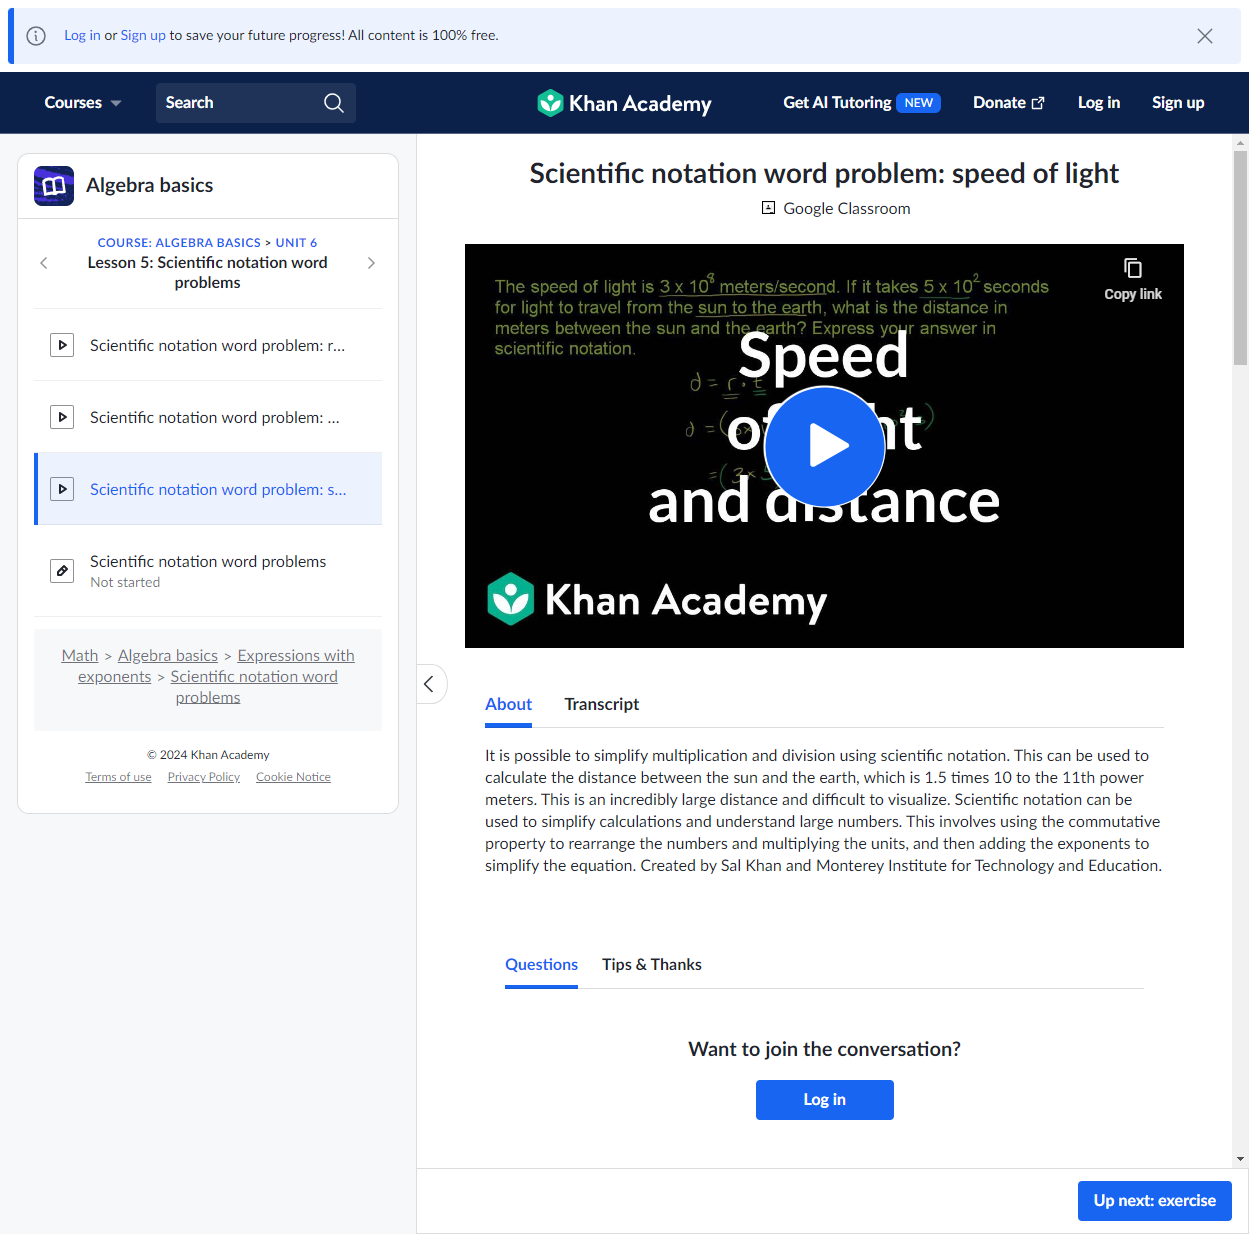 Log in or Sign up to save your future progress! All content is 100% free.
Courses
Search
Khan Academy
Get AI Tutoring NEW
Donate
Log in
Sign up
Algebra basics
COURSE: ALGEBRA BASICS > UNIT 6
Lesson 5: Scientific notation word
problems
Scientific notation word problem: r...
Scientific notation word problem: ...
Scientific notation word problem: s...
Scientific notation word problems
Not started
Math > Algebra basics > Expressions with
exponents > Scientific notation word
problems
© 2024 Khan Academy
Terms of use Privacy Policy Cookie Notice
Scientific notation word problem: speed of light
Google Classroom
The speed of light is 3 x 10⁸ meters/second. If it takes 5 x 10² seconds
for light to travel from the sun to the earth, what is the distance in
meters between the sun and the earth? Express your answer in
scientific notation.
Copy link
d = r · t
Speed
and distance
Khan Academy
About Transcript
It is possible to simplify multiplication and division using scientific notation. This can be used to
calculate the distance between the sun and the earth, which is 1.5 times 10 to the 11th power
meters. This is an incredibly large distance and difficult to visualize. Scientific notation can be
used to simplify calculations and understand large numbers. This involves using the commutative
property to rearrange the numbers and multiplying the units, and then adding the exponents to
simplify the equation. Created by Sal Khan and Monterey Institute for Technology and Education.
Questions Tips & Thanks
Want to join the conversation?
Log in
Up next: exercise